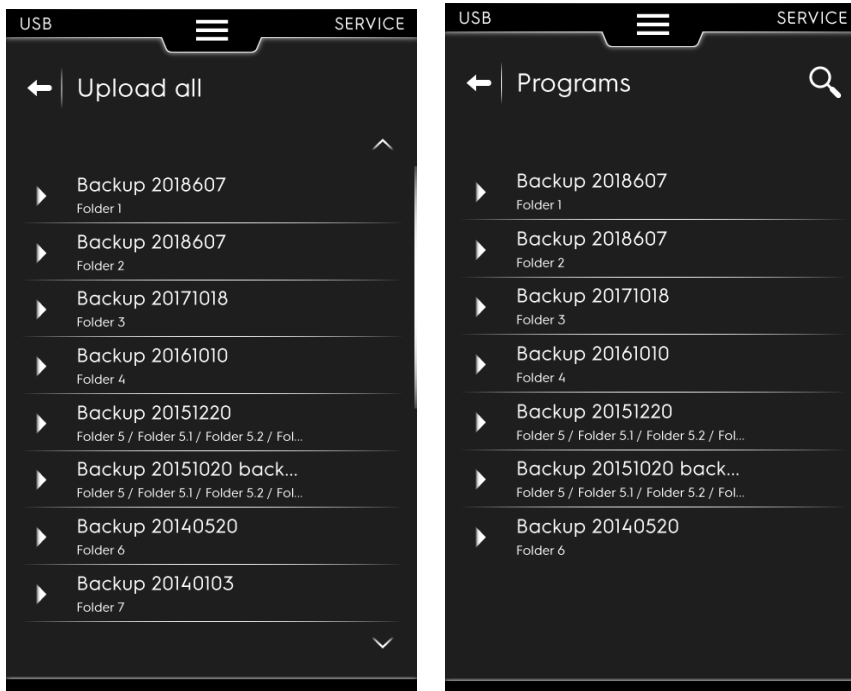 USB
SERVICE
Upload all
Backup 2018607
Folder 1
Backup 2018607
Folder 2
Backup 20171018
Folder 3
Backup 20161010
Folder 4
Backup 20151220
Folder 5 / Folder 5.1 / Folder 5.2 / Fol...
Backup 20151020 back...
Folder 5 / Folder 5.1 / Folder 5.2 / Fol...
Backup 20140520
Folder 6
Backup 20140103
Folder 7
USB
SERVICE
Programs
Backup 2018607
Folder 1
Backup 2018607
Folder 2
Backup 20171018
Folder 3
Backup 20161010
Folder 4
Backup 20151220
Folder 5 / Folder 5.1 / Folder 5.2 / Fol...
Backup 20151020 back...
Folder 5 / Folder 5.1 / Folder 5.2 / Fol...
Backup 20140520
Folder 6